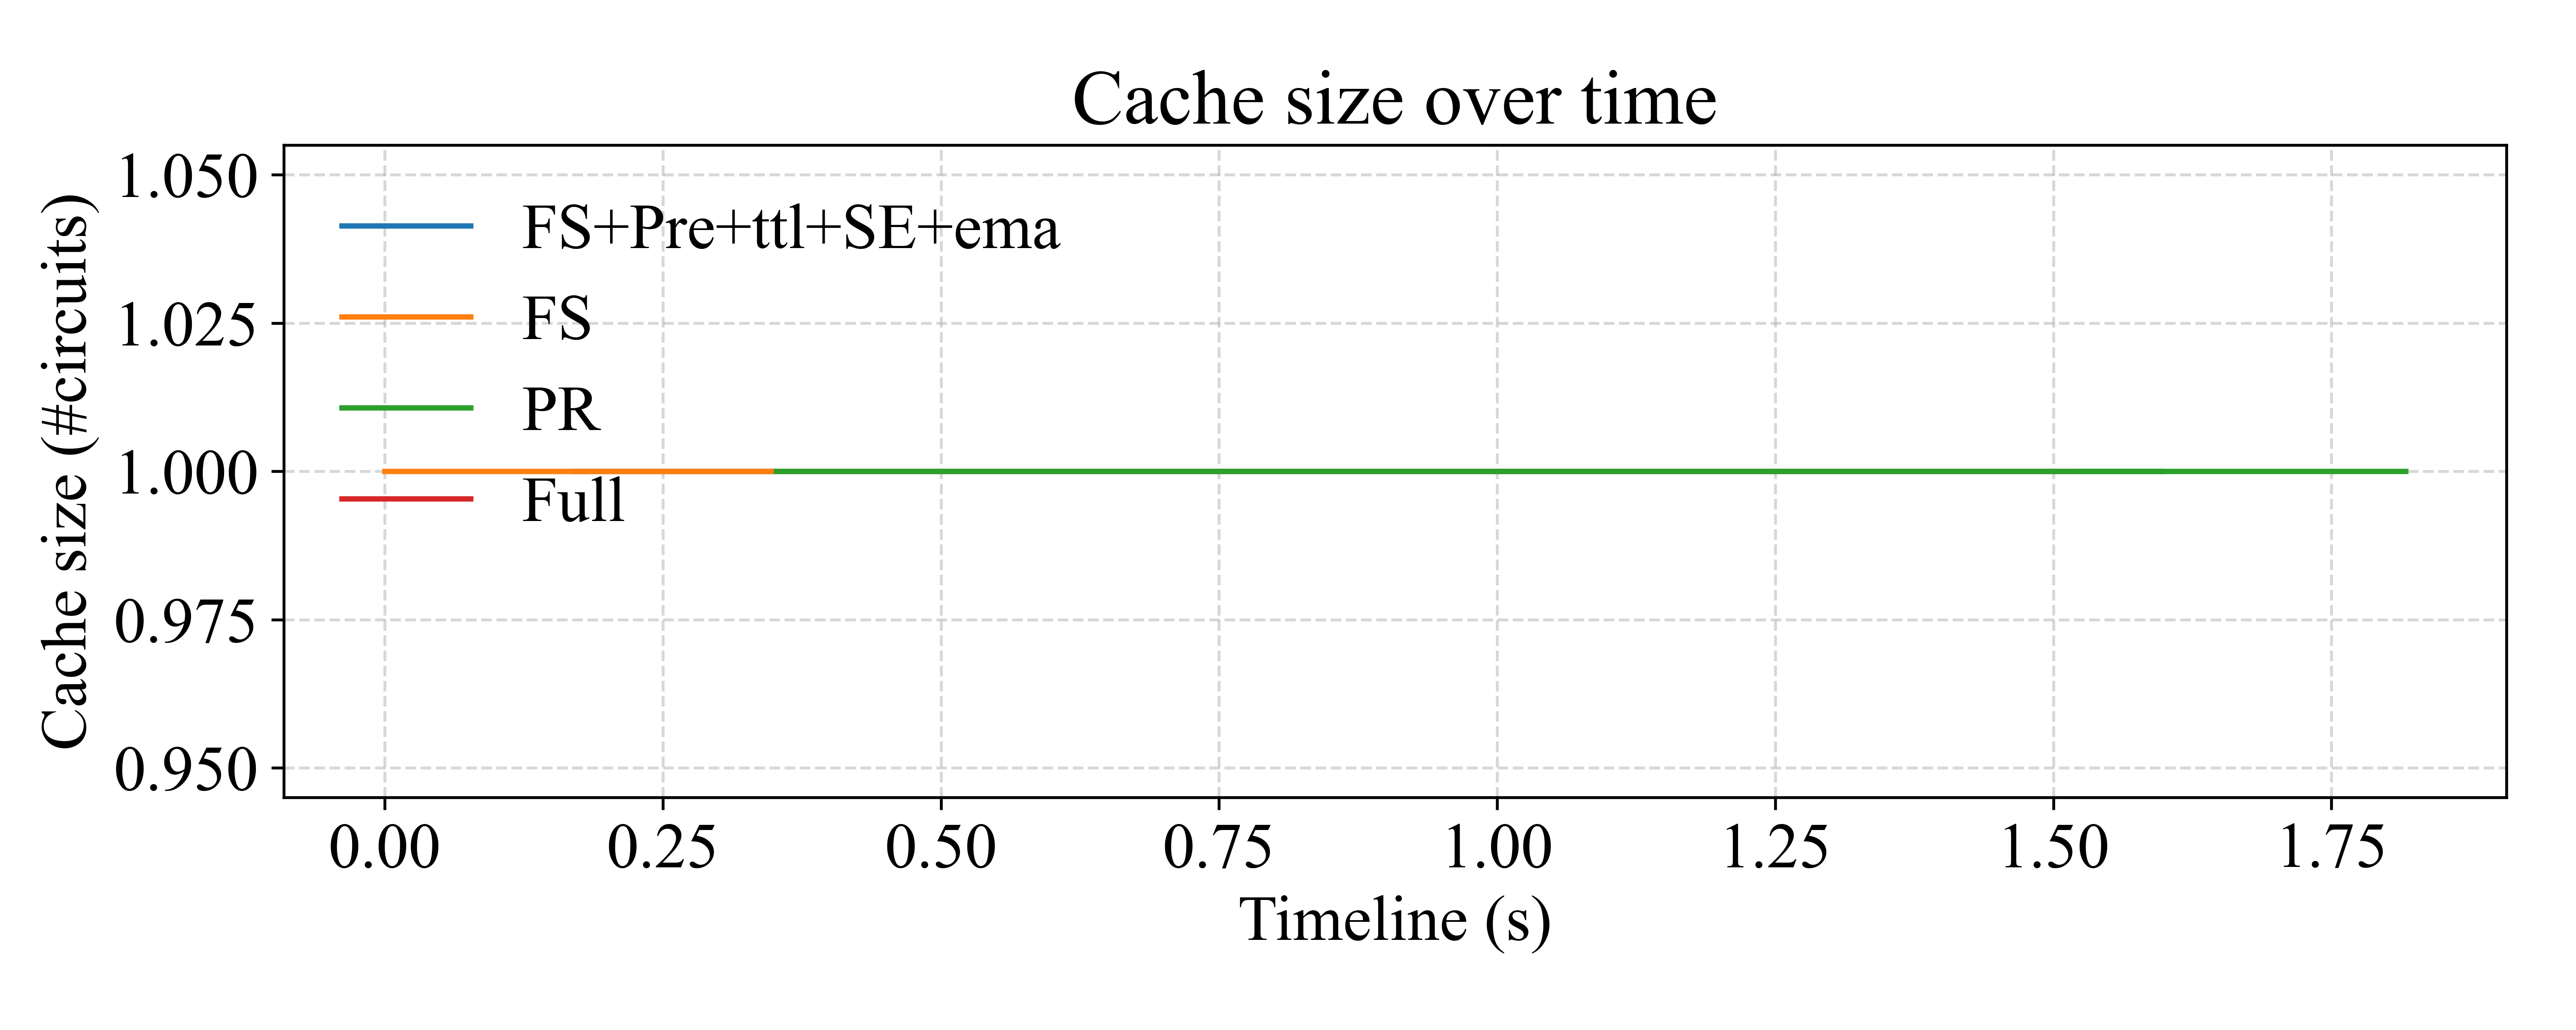 Cache size over time
Cache size (#circuits)
1.050
1.025
1.000
0.975
0.950
FS+Pre+ttl+SE+ema
FS
PR
Full
0.00 0.25 0.50 0.75 1.00 1.25 1.50 1.75
Timeline (s)